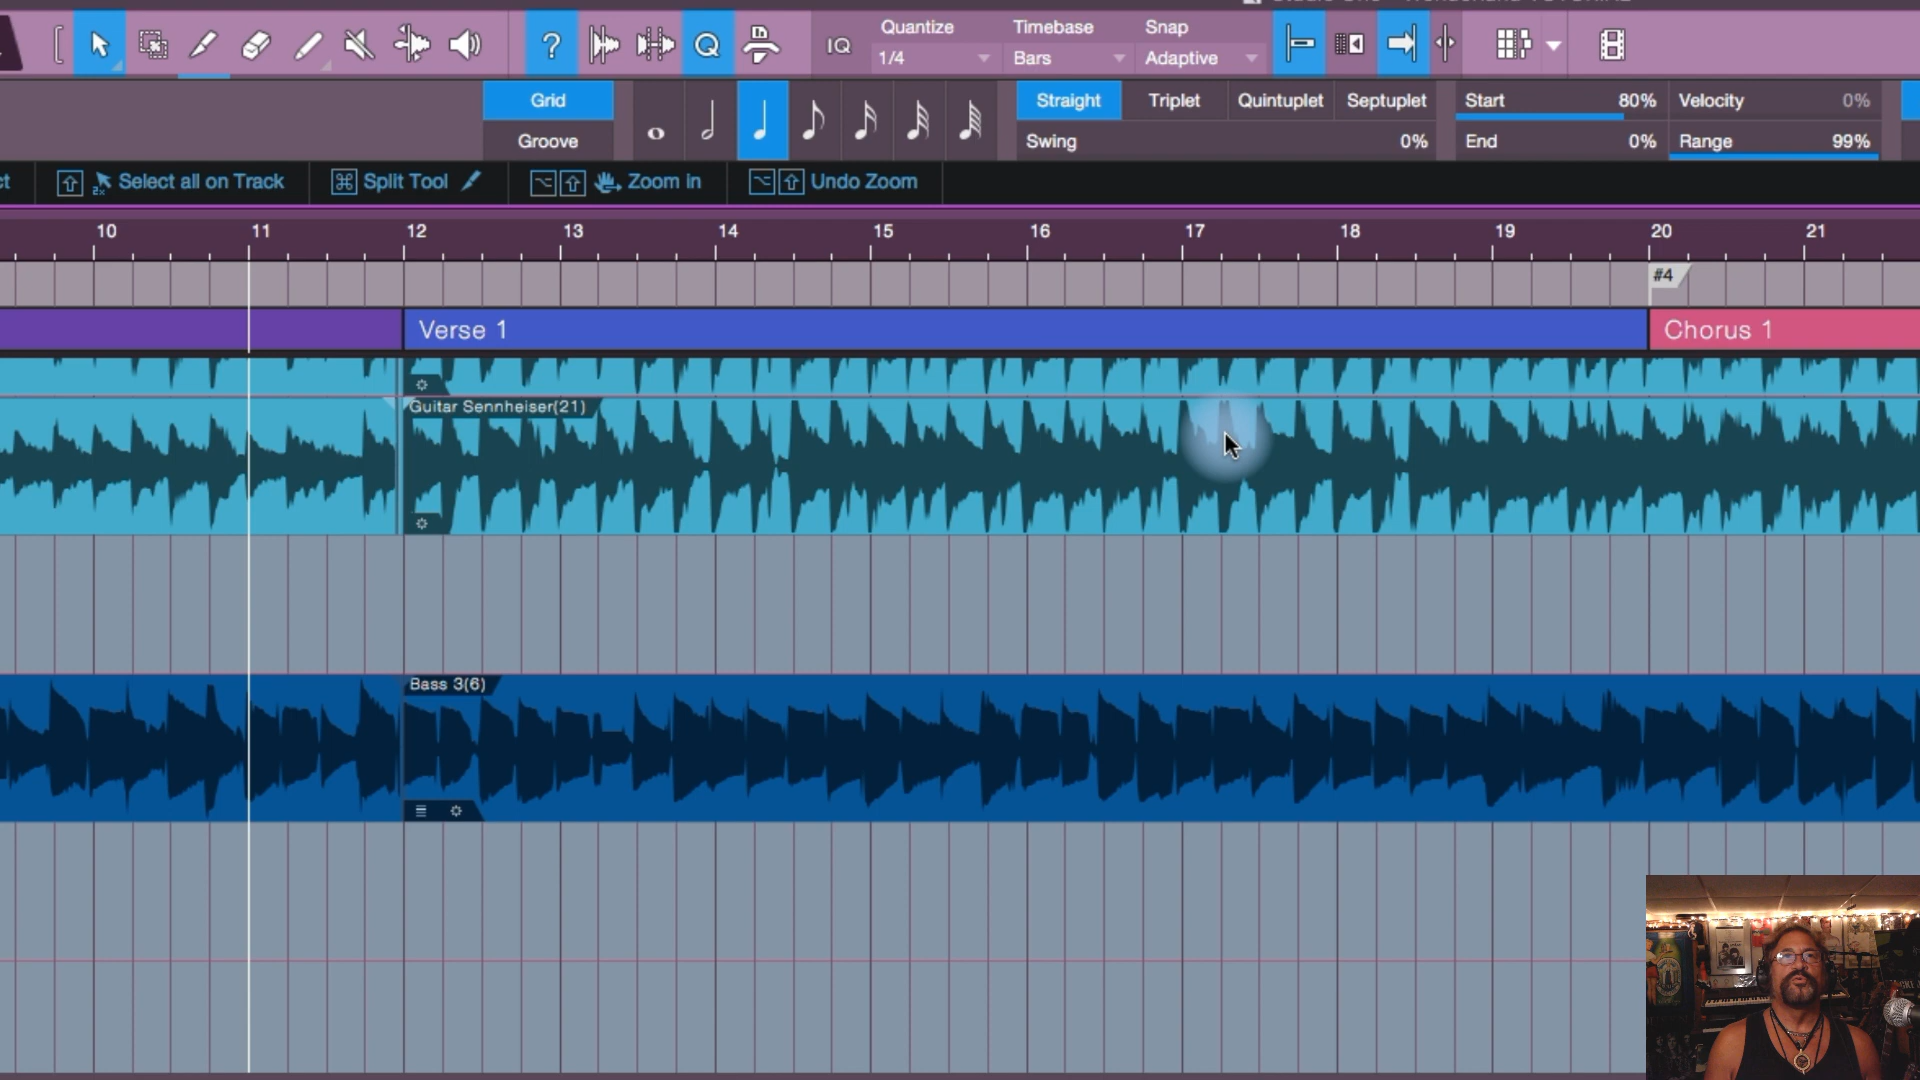 Quantize Timebase Snap
IQ 1/4 Bars Adaptive
Grid Straight Triplet Quintuplet Septuplet Start 80% Velocity 0%
Groove Swing 0% End 0% Range 99%
ct Select all on Track Split Tool Zoom in Undo Zoom
10 11 12 13 14 15 16 17 18 19 20 21
#4
Verse 1 Chorus 1
Guitar Sennheiser(21)
Bass 3(6)